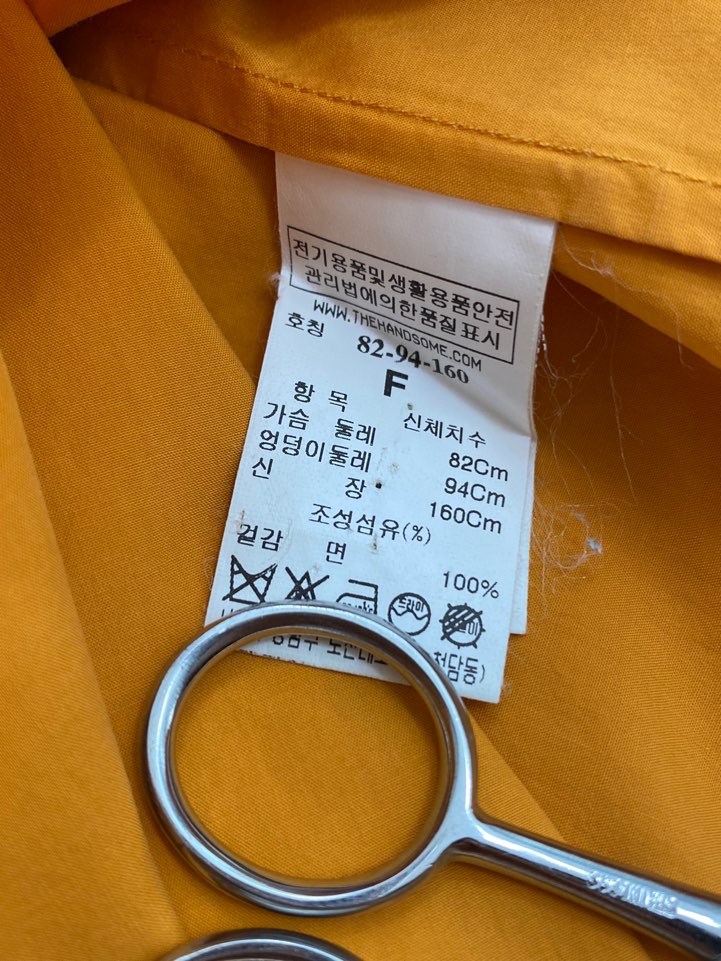 전기용품및생활용품안전
관리법에의한품질표시
WWW.THEHANDSOME.COM
호칭 82-94-160
F
항 목 신체치수
가슴 둘레 82Cm
엉덩이둘레 94Cm
신 장 160Cm
조성섬유(%)
겉감 면 100%
드라이
청담동)